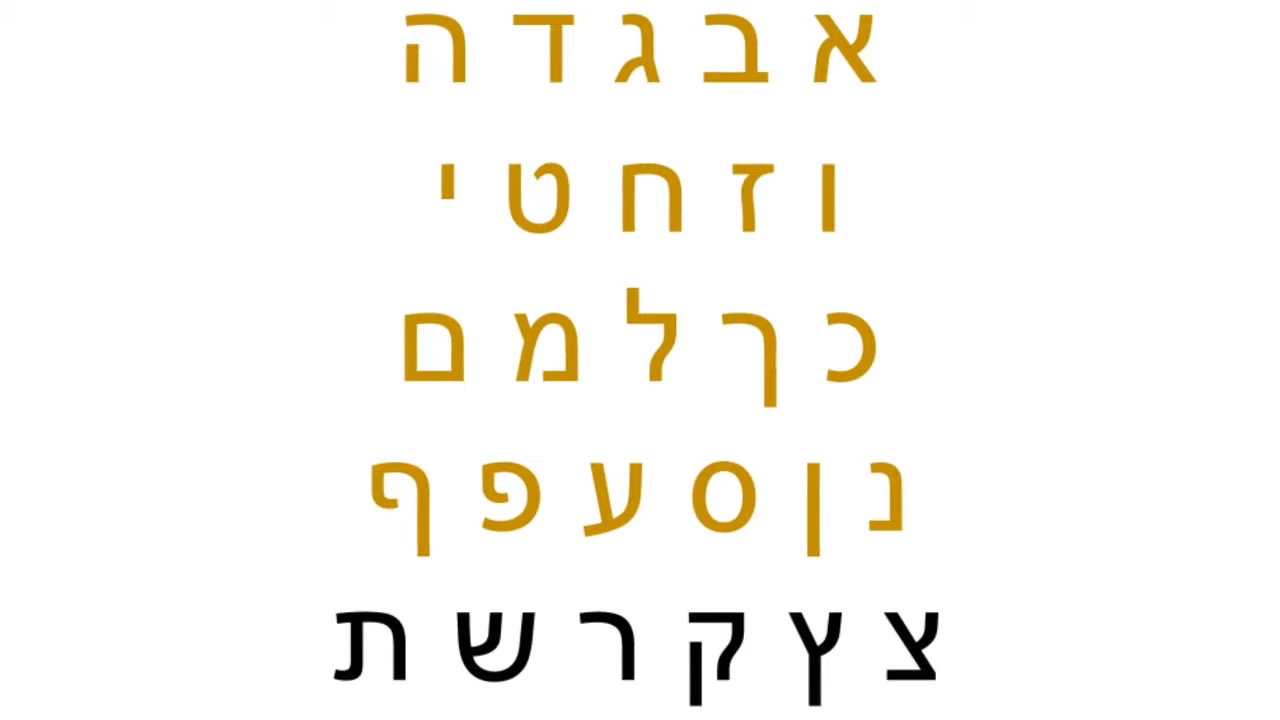 א ב ג ד ה
ו ז ח ט י
כ ך ל מ ם
נ ן ס ע פ ף
צ ץ ק ר ש ת